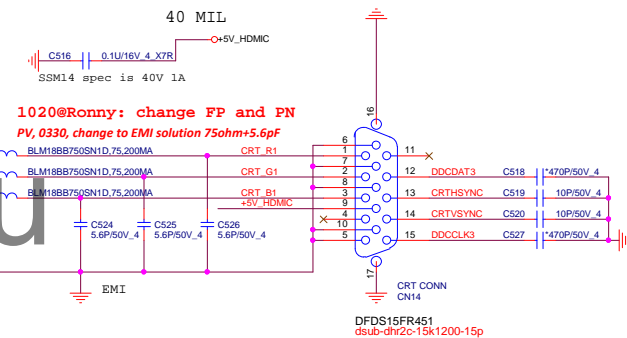 40 MIL
+5V_HDMIC
C516 0.1U/16V_4_X7R
SSM14 spec is 40V 1A
1020@Ronny: change FP and PN
PV, 0330, change to EMI solution 75ohm+5.6pF
16
6
BLM18BB750SN1D,75,200MA CRT_R1 1 11
7
BLM18BB750SN1D,75,200MA CRT_G1 2 12 DDCDAT3 C518 *470P/50V_4
8
BLM18BB750SN1D,75,200MA CRT_B1 3 13 CRTHSYNC C519 10P/50V_4
+5V_HDMIC 9
4 14 CRTVSYNC C520 10P/50V_4
C524 C525 C526 10
5.6P/50V_4 5.6P/50V_4 5.6P/50V_4 5 15 DDCCLK3 C527 *470P/50V_4
u
17
EMI
CRT CONN
CN14
DFDS15FR451
dsub-dhr2c-15k1200-15p